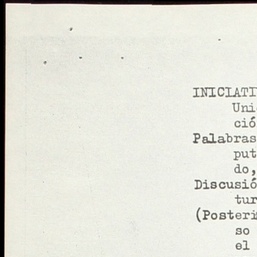 INICIATI
Uni
ció
Palabras
put
do,
Discusió
tur
(Posteri
so
el